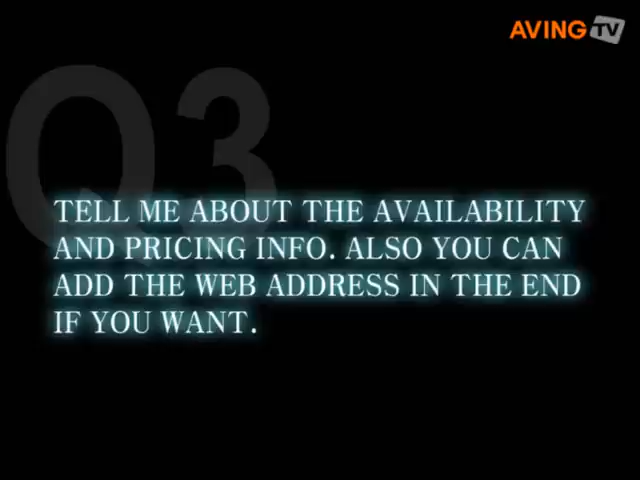 AVING TV
Q3
TELL ME ABOUT THE AVAILABILITY
AND PRICING INFO. ALSO YOU CAN
ADD THE WEB ADDRESS IN THE END
IF YOU WANT.